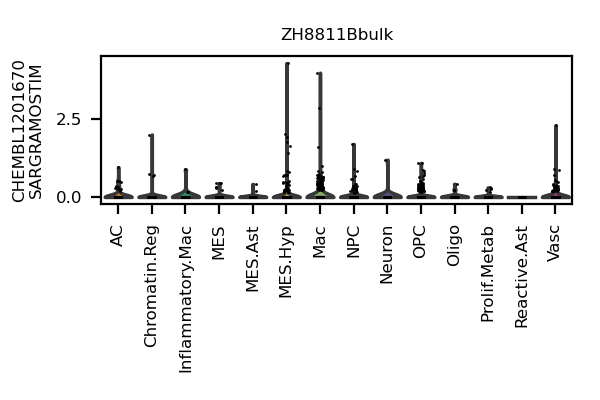 ZH8811Bbulk
CHEMBL1201670
SARGRAMOSTIM
2.5
0.0
AC
Chromatin.Reg
Inflammatory.Mac
MES
MES.Ast
MES.Hyp
Mac
NPC
Neuron
OPC
Oligo
Prolif.Metab
Reactive.Ast
Vasc